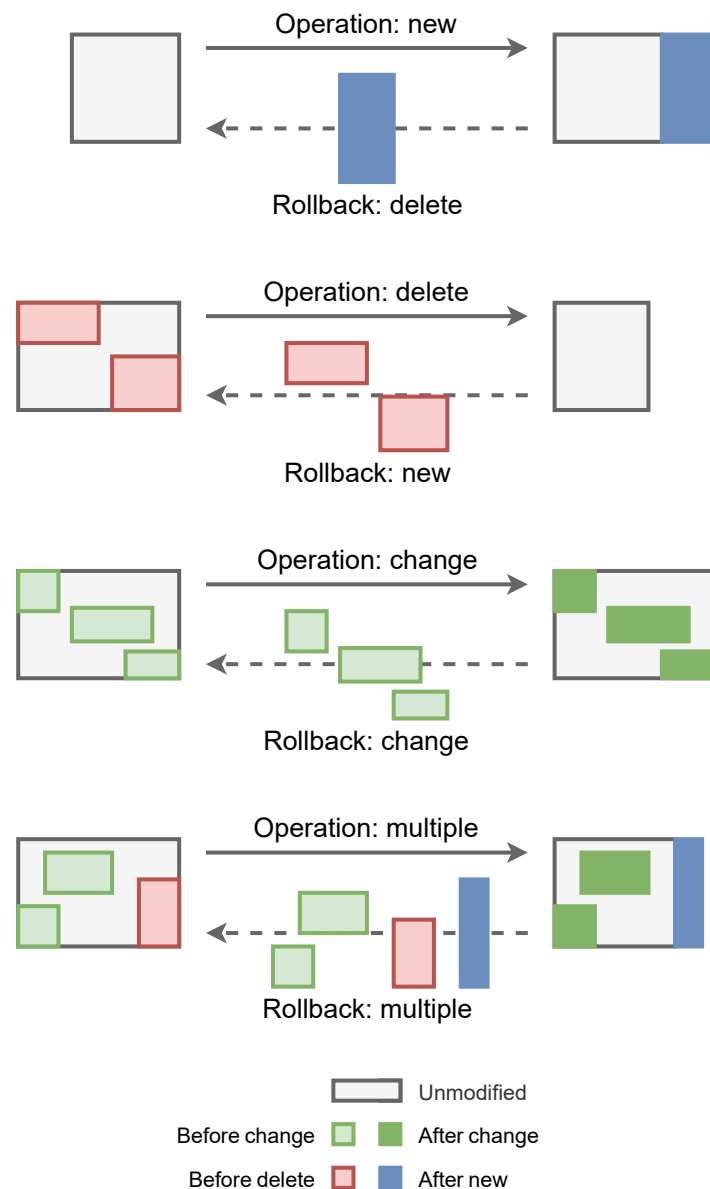 Operation: new
Rollback: delete
Operation: delete
Rollback: new
Operation: change
Rollback: change
Operation: multiple
Rollback: multiple
Unmodified
Before change After change
Before delete After new